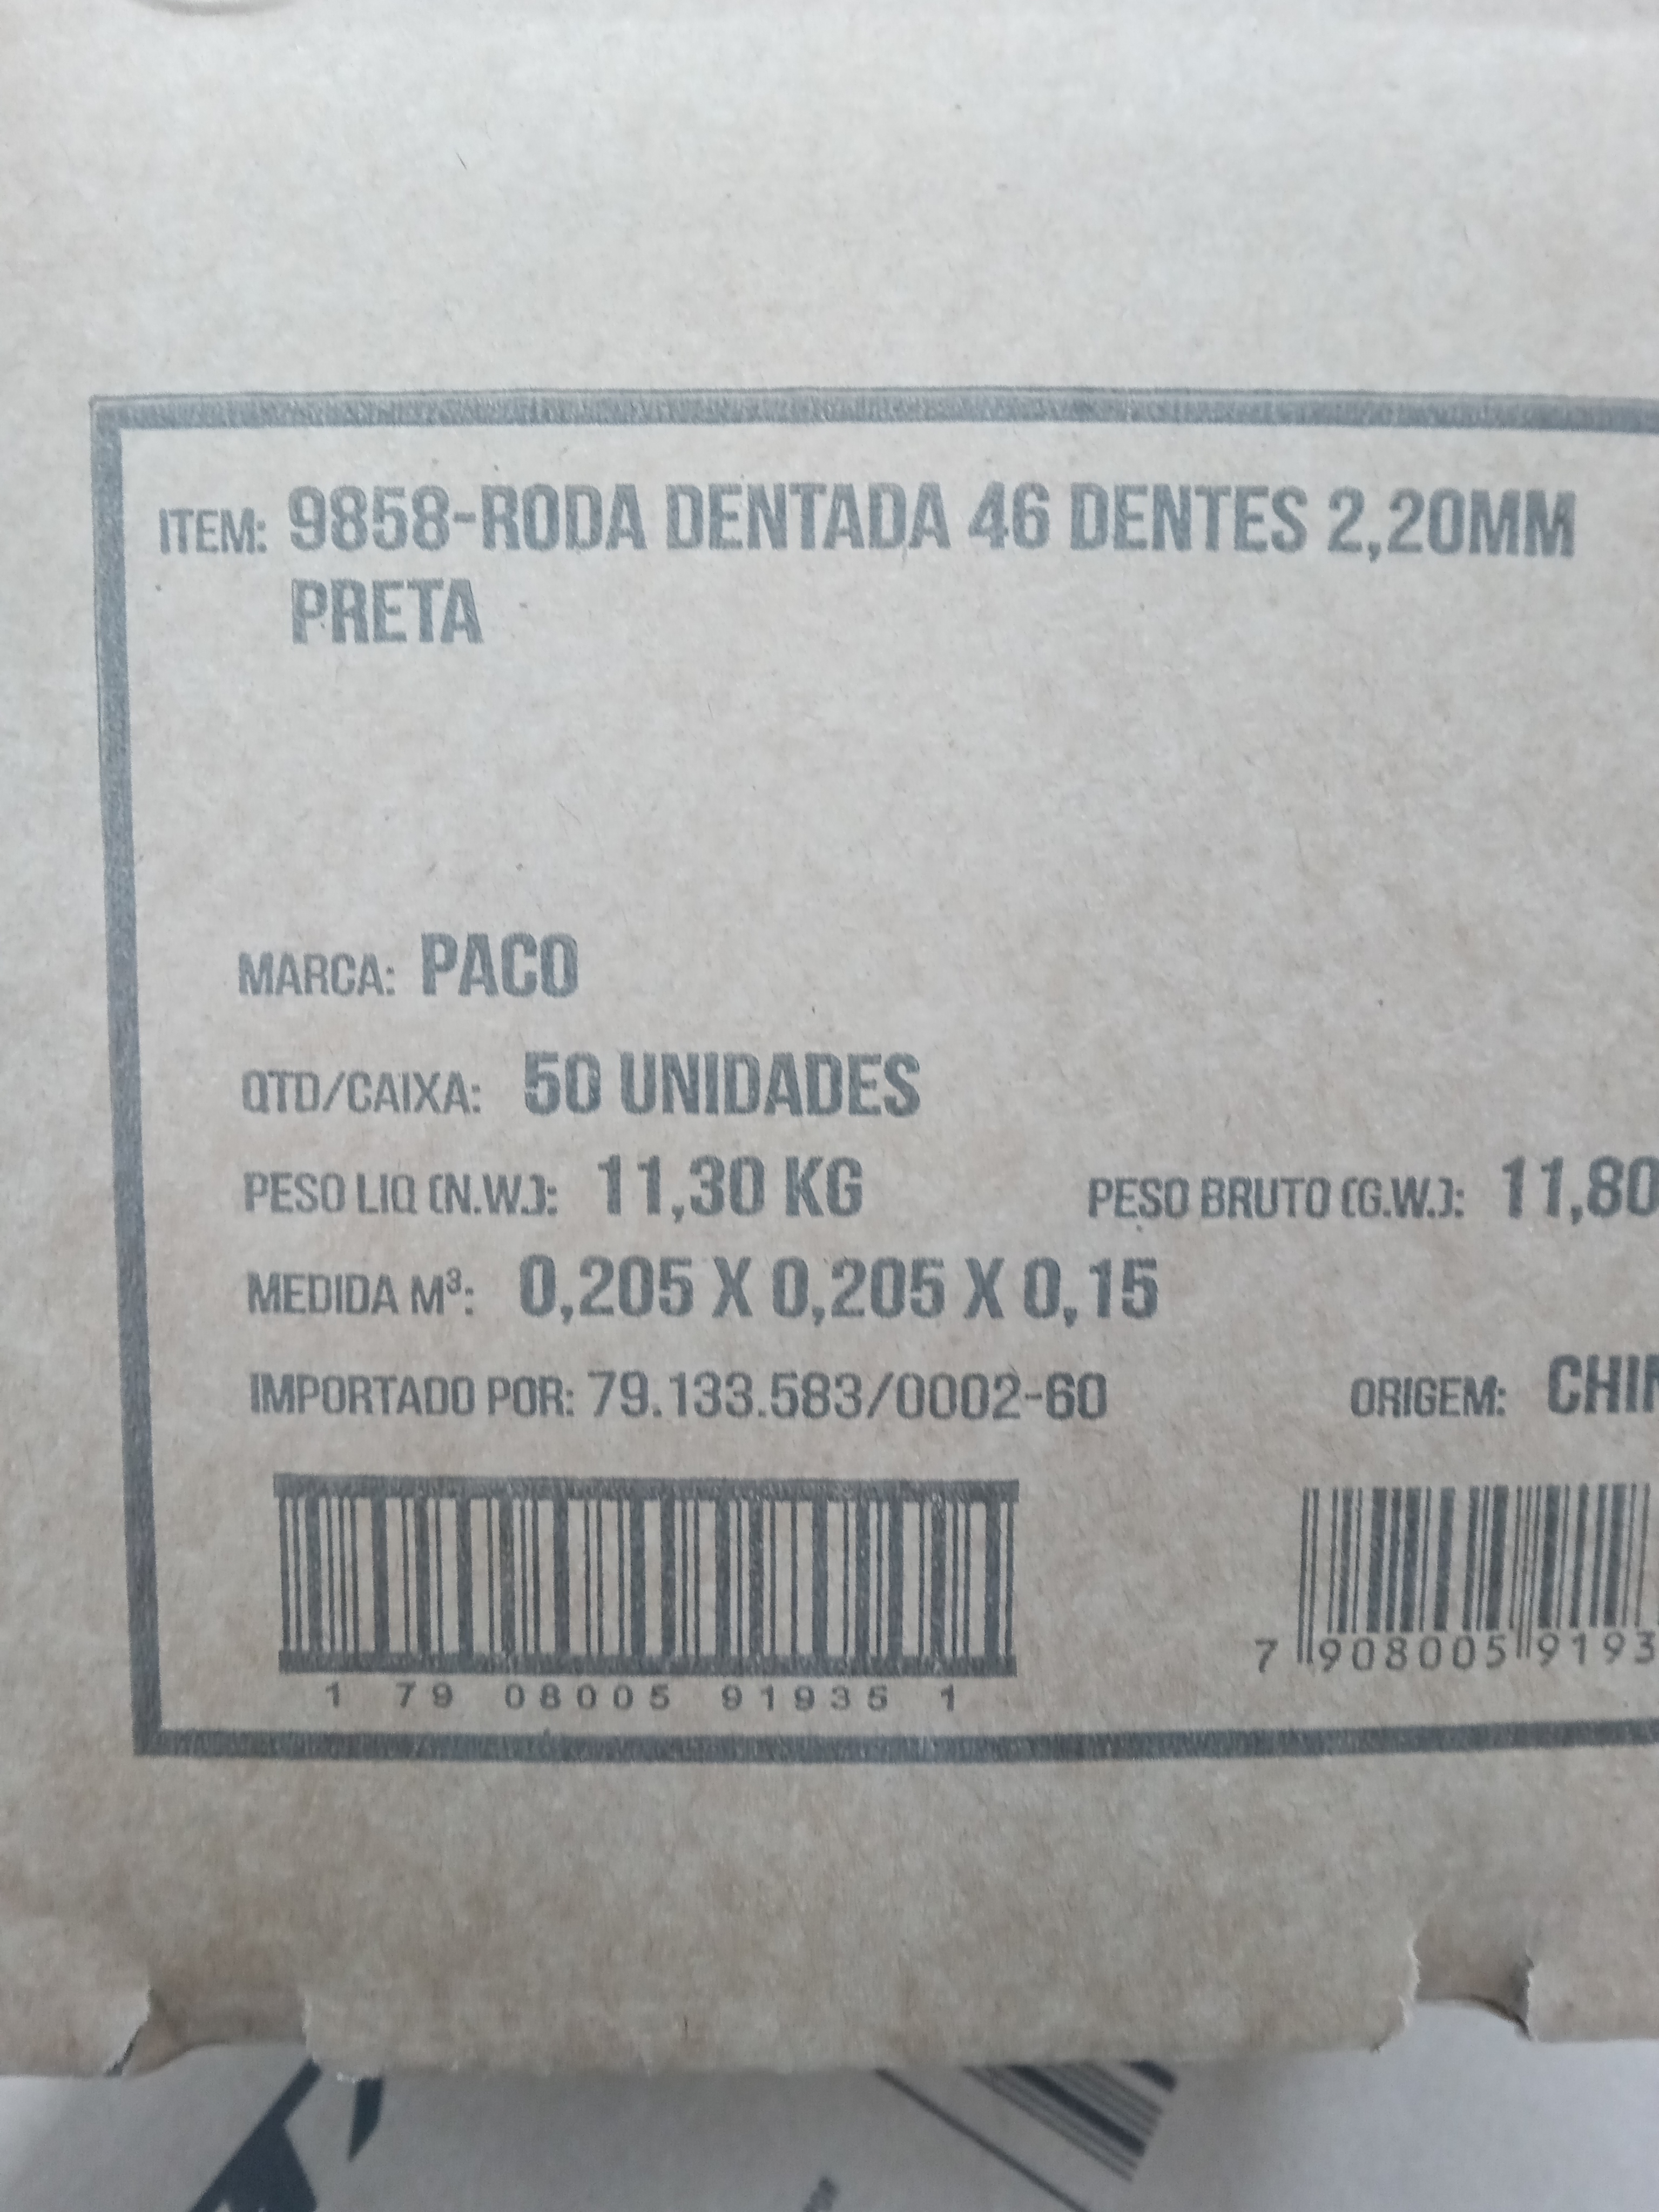 ITEM: 9858-RODA DENTADA 46 DENTES 2,20MM
PRETA
MARCA: PACO
QTD/CAIXA: 50 UNIDADES
PESO LIQ (N.W.): 11,30 KG PESO BRUTO (G.W.): 11,80
MEDIDA M³: 0,205 X 0,205 X 0,15
IMPORTADO POR: 79.133.583/0002-60 ORIGEM: CHIN
1 79 08005 91935 1 7 908005 9193